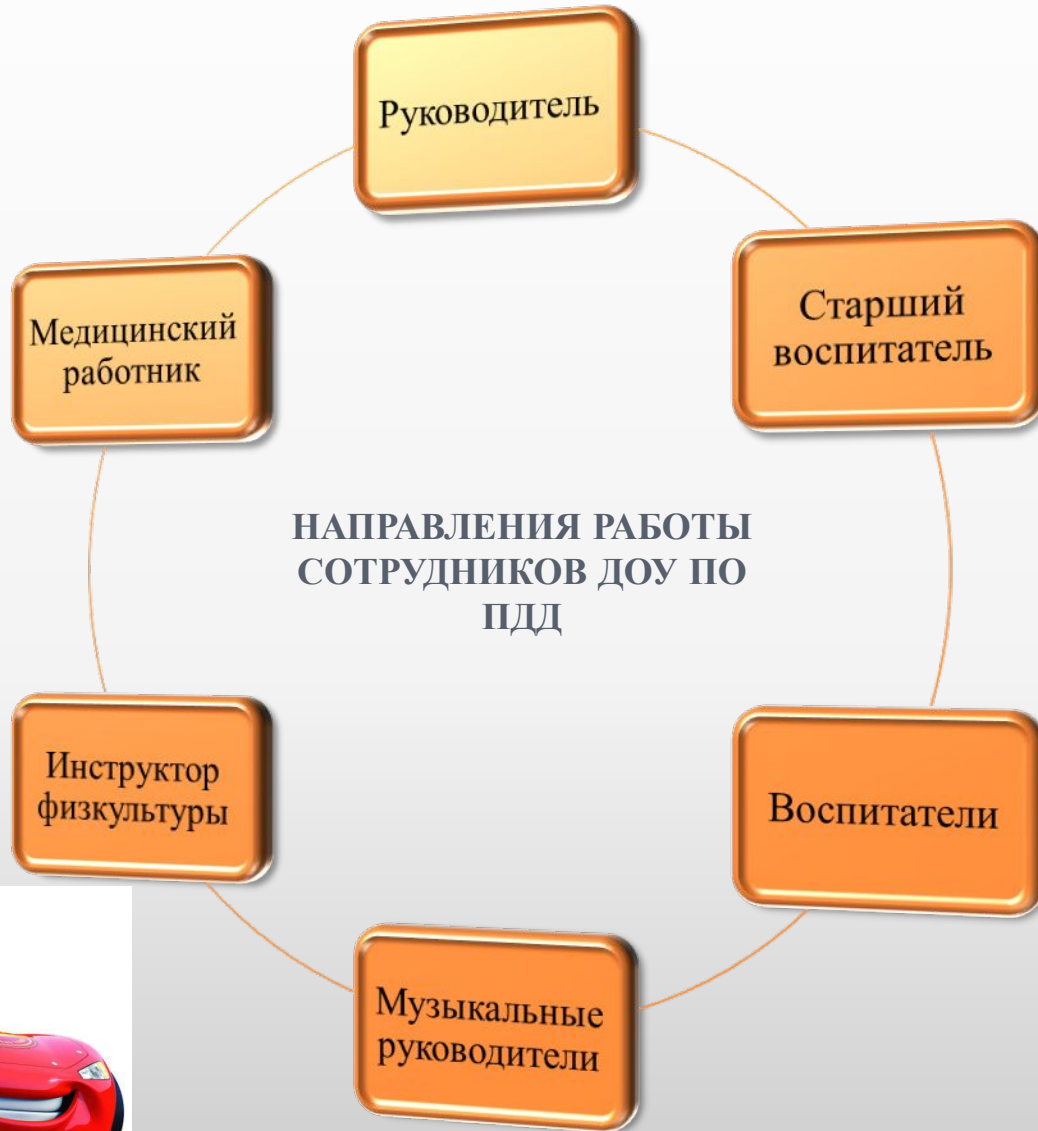 Руководитель
Старший
воспитатель
Воспитатели
Музыкальные
руководители
Инструктор
физкультуры
Медицинский
работник
НАПРАВЛЕНИЯ РАБОТЫ
СОТРУДНИКОВ ДОУ ПО
ПДД